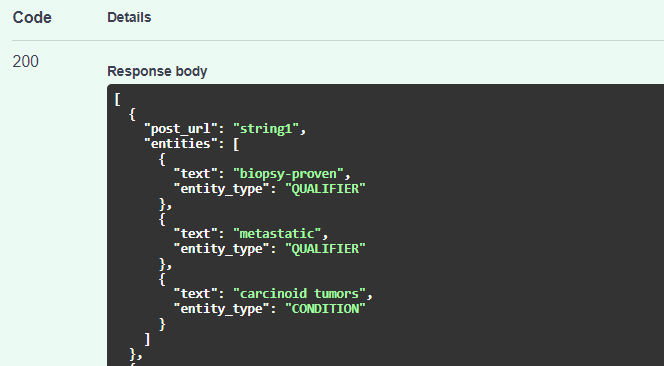 Code Details
200
Response body
[
{
"post_url": "string1",
"entities": [
{
"text": "biopsy-proven",
"entity_type": "QUALIFIER"
},
{
"text": "metastatic",
"entity_type": "QUALIFIER"
},
{
"text": "carcinoid tumors",
"entity_type": "CONDITION"
}
]
},
{